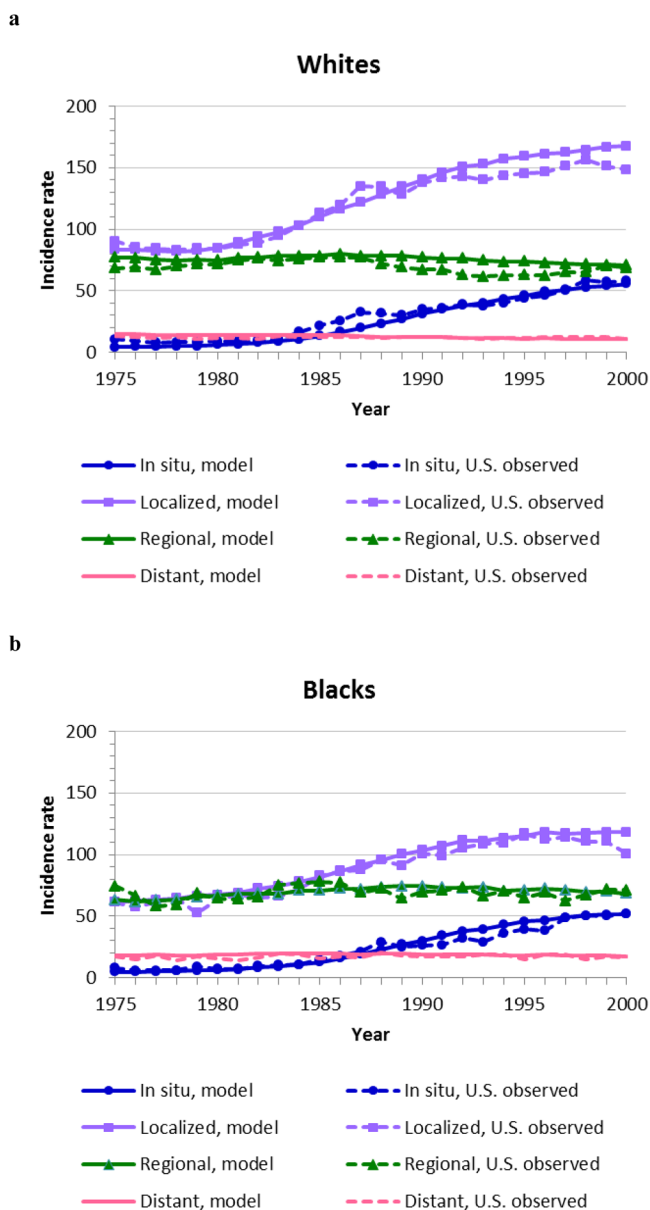 a
Whites
200
150
100
50
0
Incidence rate
1975 1980 1985 1990 1995 2000
Year
In situ, model In situ, U.S. observed
Localized, model Localized, U.S. observed
Regional, model Regional, U.S. observed
Distant, model Distant, U.S. observed
b
Blacks
200
150
100
50
0
Incidence rate
1975 1980 1985 1990 1995 2000
Year
In situ, model In situ, U.S. observed
Localized, model Localized, U.S. observed
Regional, model Regional, U.S. observed
Distant, model Distant, U.S. observed